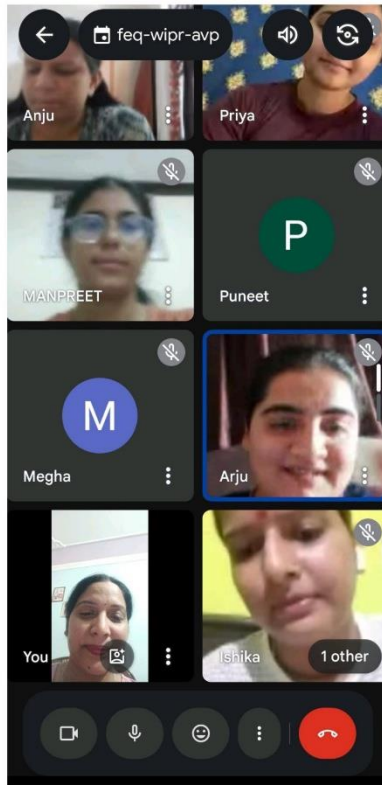 feq-wipr-avp
Anju
Priya
MANPREET
P
Puneet
M
Megha
Arju
You
Ishika
1 other